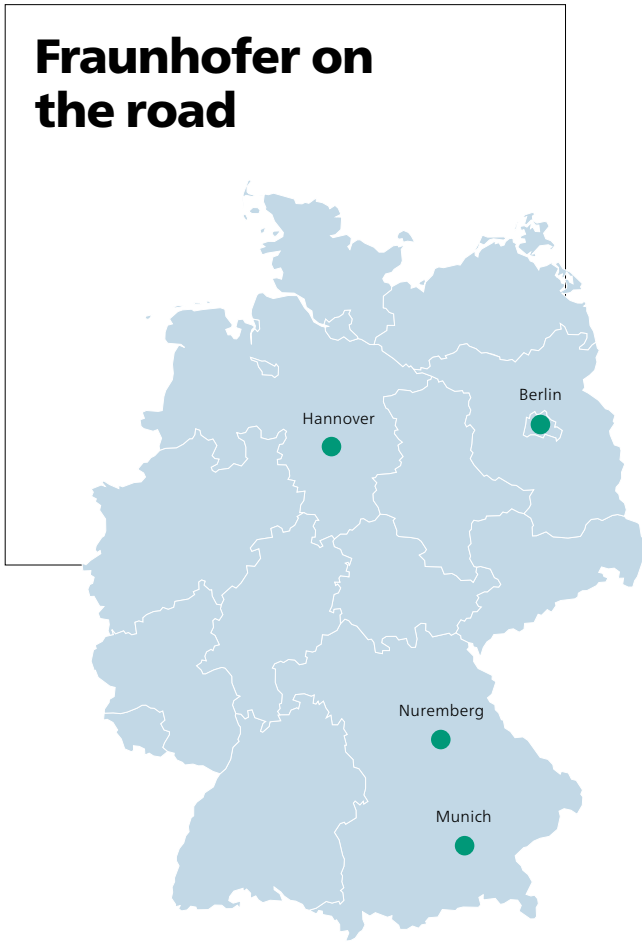 Fraunhofer on
the road
Berlin
Hannover
Nuremberg
Munich